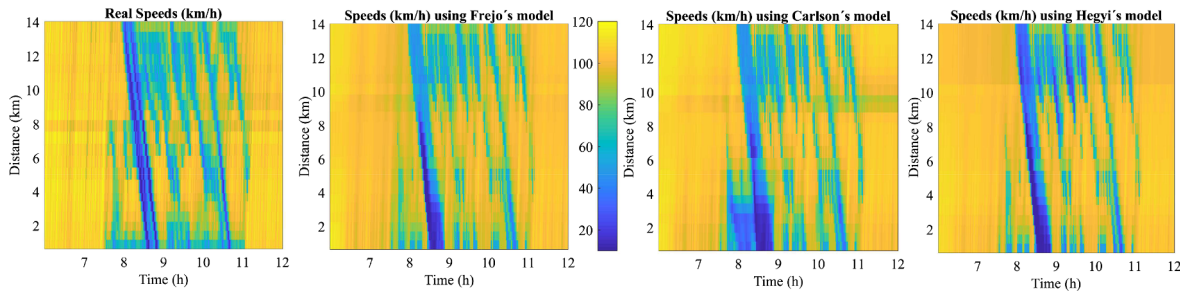 Real Speeds (km/h)
14
12
10
8
6
4
2
Distance (km)
7 8 9 10 11 12
Time (h)
Speeds (km/h) using Frejo´s model
14
12
10
8
6
4
2
Distance (km)
7 8 9 10 11 12
Time (h)
120
100
80
60
40
20
Speeds (km/h) using Carlson´s model
14
12
10
8
6
4
2
Distance (km)
8 9 10 11 12
Time (h)
Speeds (km/h) using Hegyi´s model
14
12
10
8
6
4
2
Distance (km)
7 8 9 10 11 12
Time (h)